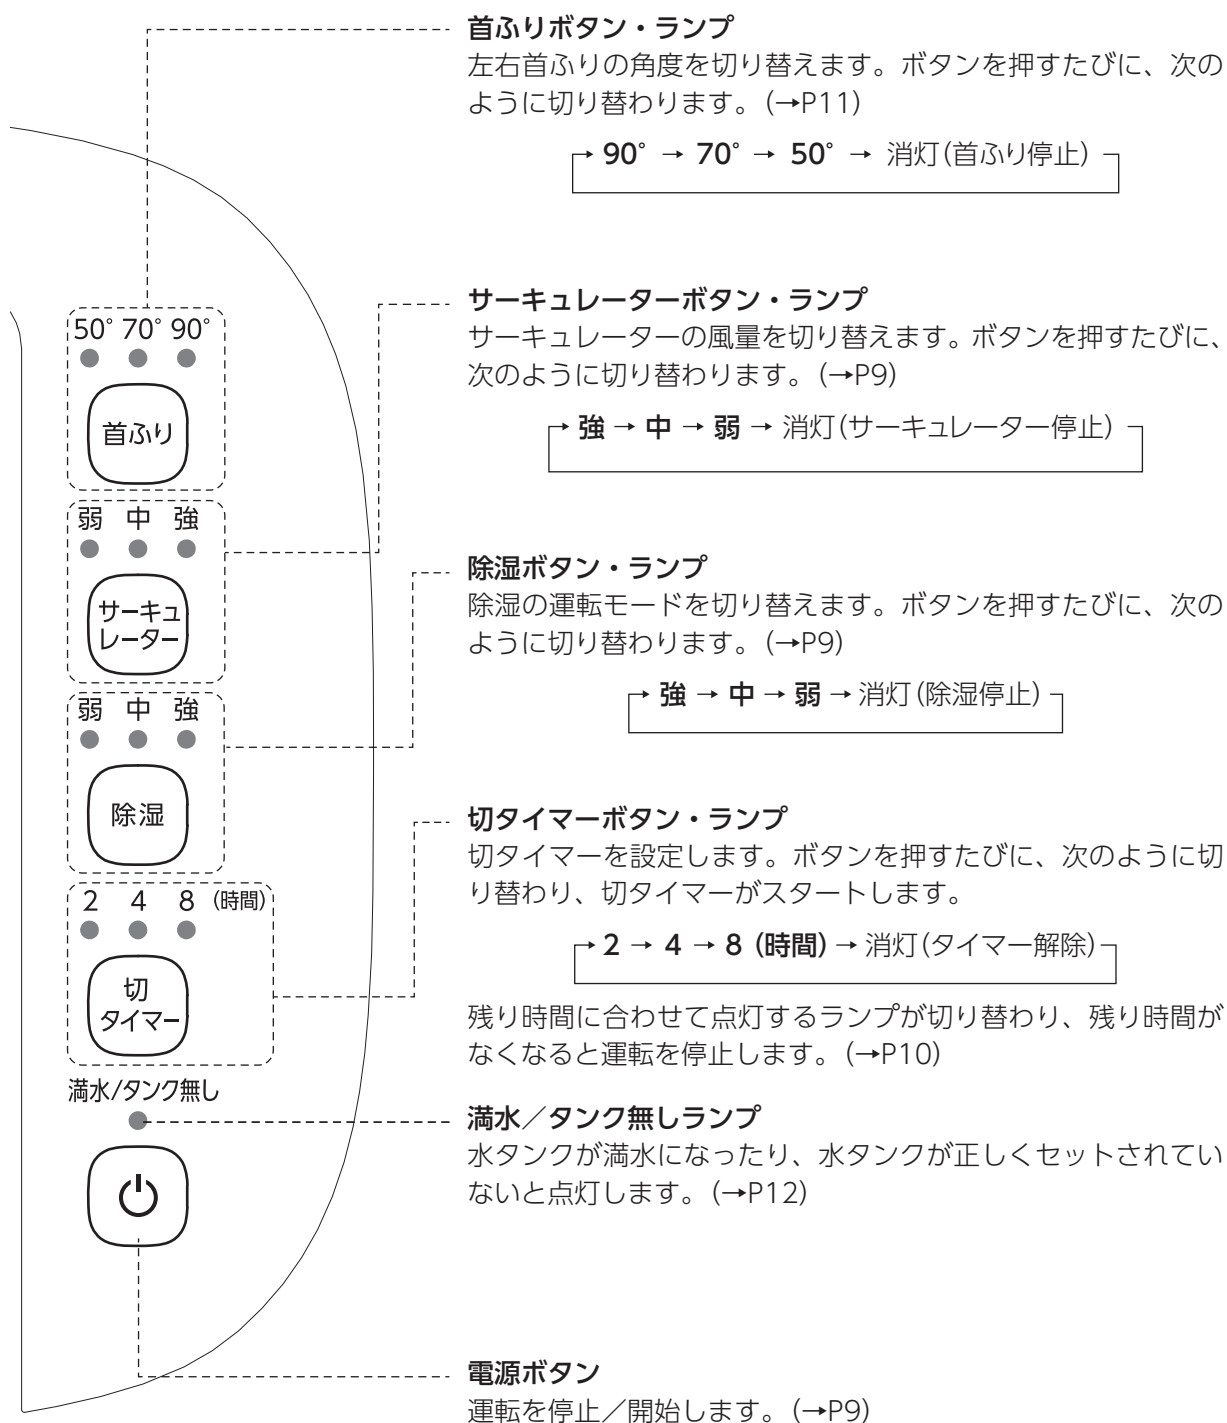 首ふりボタン・ランプ
左右首ふりの角度を切り替えます。ボタンを押すたびに、次の
ように切り替わります。(→P11)
→ 90° → 70° → 50° → 消灯(首ふり停止)
サーキュレーターボタン・ランプ
サーキュレーターの風量を切り替えます。ボタンを押すたびに、
次のように切り替わります。(→P9)
→ 強 → 中 → 弱 → 消灯(サーキュレーター停止)
除湿ボタン・ランプ
除湿の運転モードを切り替えます。ボタンを押すたびに、次の
ように切り替わります。(→P9)
→ 強 → 中 → 弱 → 消灯(除湿停止)
切タイマーボタン・ランプ
切タイマーを設定します。ボタンを押すたびに、次のように切
り替わり、切タイマーがスタートします。
→ 2 → 4 → 8(時間)→ 消灯(タイマー解除)
残り時間に合わせて点灯するランプが切り替わり、残り時間が
なくなると運転を停止します。(→P10)
満水／タンク無しランプ
水タンクが満水になったり、水タンクが正しくセットされてい
ないと点灯します。(→P12)
電源ボタン
運転を停止／開始します。(→P9)
50° 70° 90°
首ふり
弱 中 強
サーキュ
レーター
弱 中 強
除湿
2 4 8 (時間)
切
タイマー
満水/タンク無し